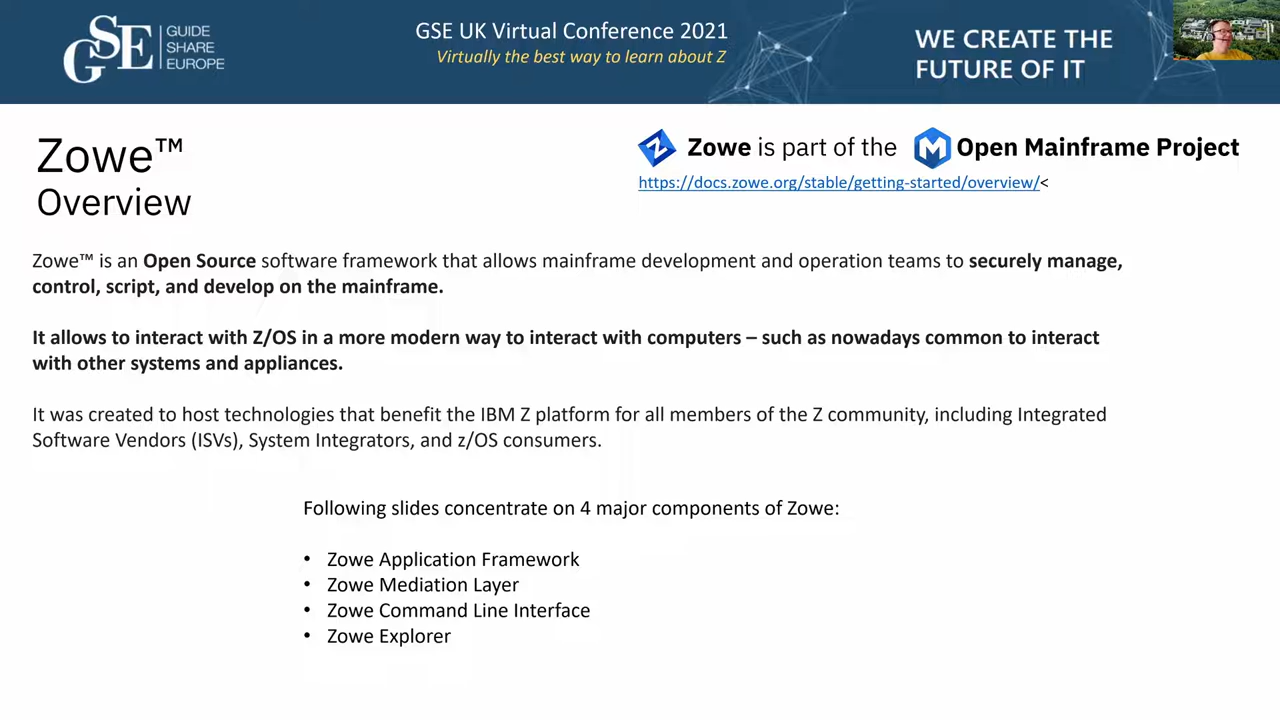 GSE
GUIDE
SHARE
EUROPE
GSE UK Virtual Conference 2021
Virtually the best way to learn about Z
WE CREATE THE
FUTURE OF IT
Zowe™
Overview
Zowe is part of the Open Mainframe Project
https://docs.zowe.org/stable/getting-started/overview/<
Zowe™ is an Open Source software framework that allows mainframe development and operation teams to securely manage,
control, script, and develop on the mainframe.
It allows to interact with Z/OS in a more modern way to interact with computers – such as nowadays common to interact
with other systems and appliances.
It was created to host technologies that benefit the IBM Z platform for all members of the Z community, including Integrated
Software Vendors (ISVs), System Integrators, and z/OS consumers.
Following slides concentrate on 4 major components of Zowe:
• Zowe Application Framework
• Zowe Mediation Layer
• Zowe Command Line Interface
• Zowe Explorer